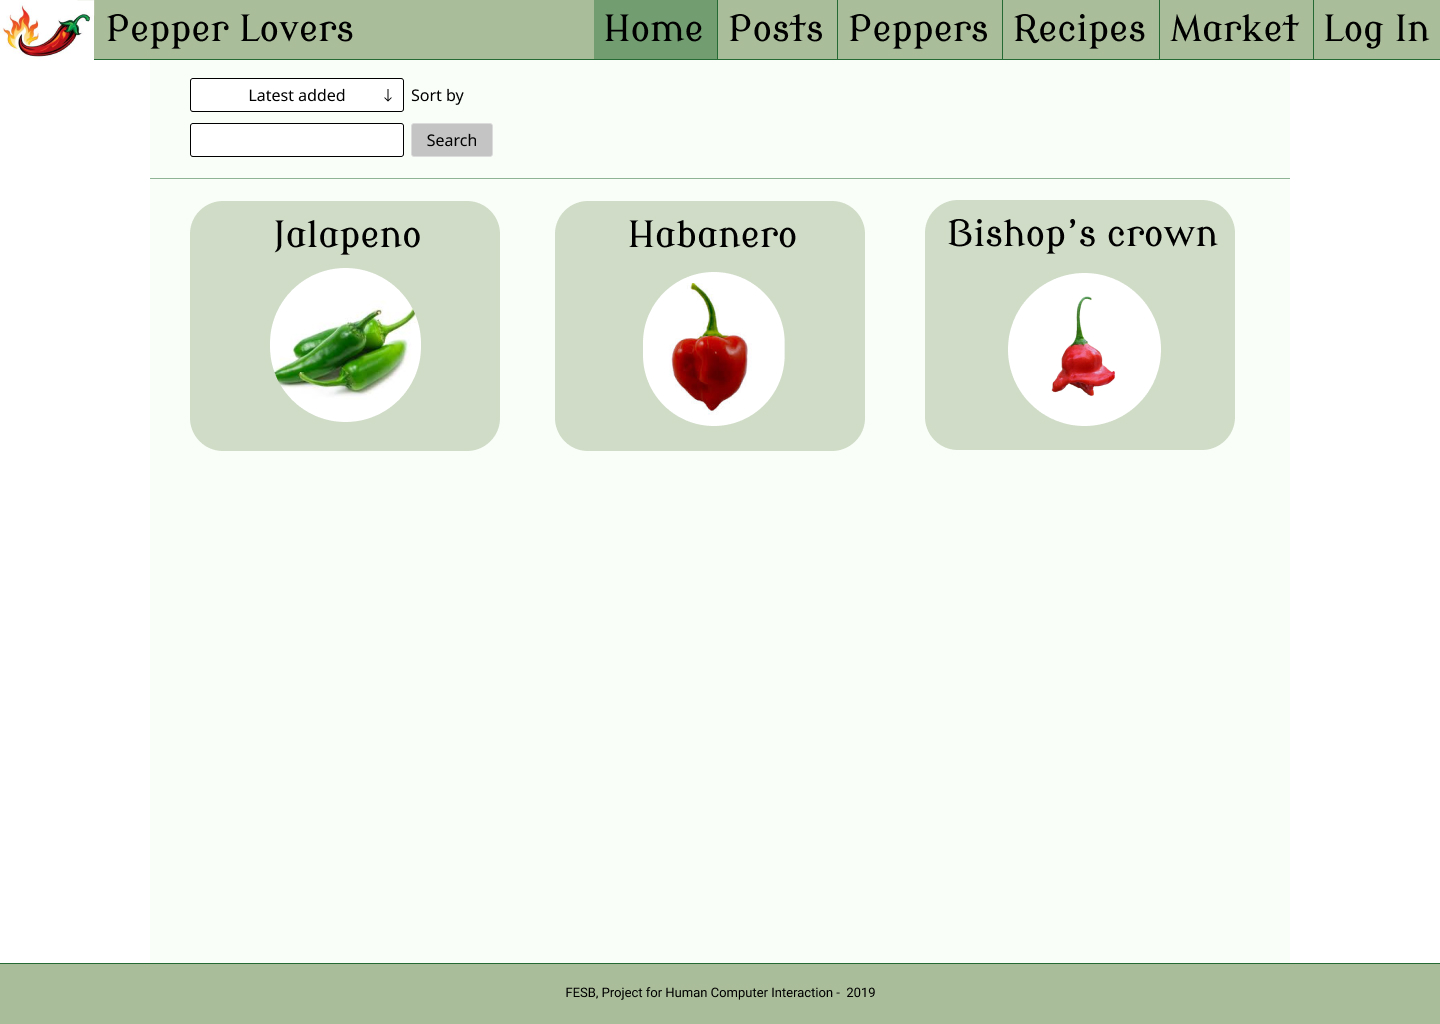 Pepper Lovers
Home
Posts
Peppers
Recipes
Market
Log In
Latest added ↓
Sort by
Search
Jalapeno
Habanero
Bishop’s crown
FESB, Project for Human Computer Interaction - 2019